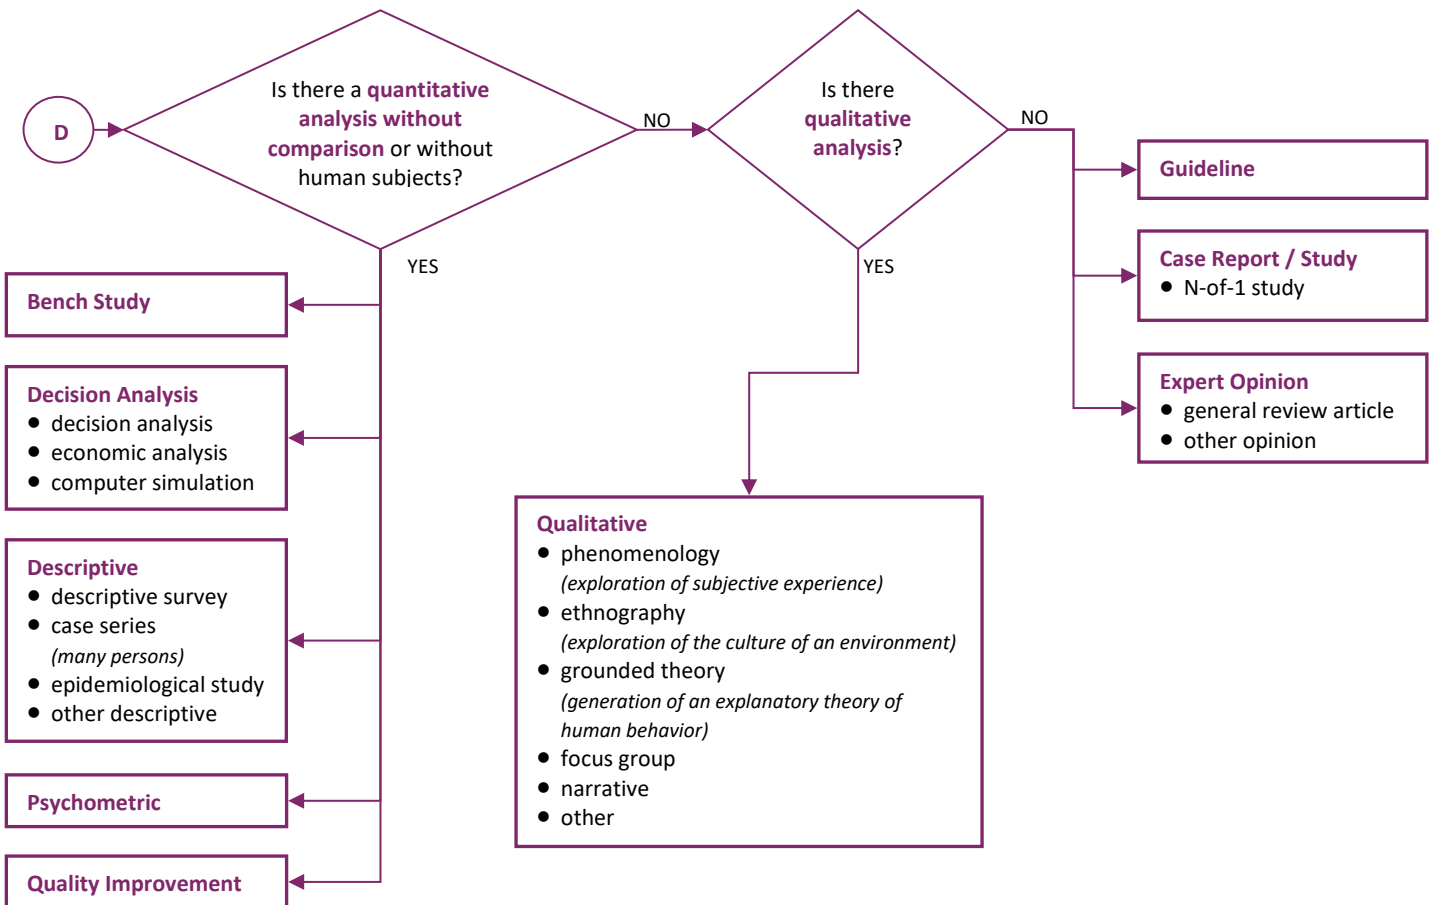 D
Is there a quantitative
analysis without
comparison or without
human subjects?
NO
YES
Is there
qualitative
analysis?
NO
YES
Bench Study
Decision Analysis
● decision analysis
● economic analysis
● computer simulation
Descriptive
● descriptive survey
● case series
(many persons)
● epidemiological study
● other descriptive
Psychometric
Quality Improvement
Qualitative
● phenomenology
(exploration of subjective experience)
● ethnography
(exploration of the culture of an environment)
● grounded theory
(generation of an explanatory theory of
human behavior)
● focus group
● narrative
● other
Guideline
Case Report / Study
● N-of-1 study
Expert Opinion
● general review article
● other opinion